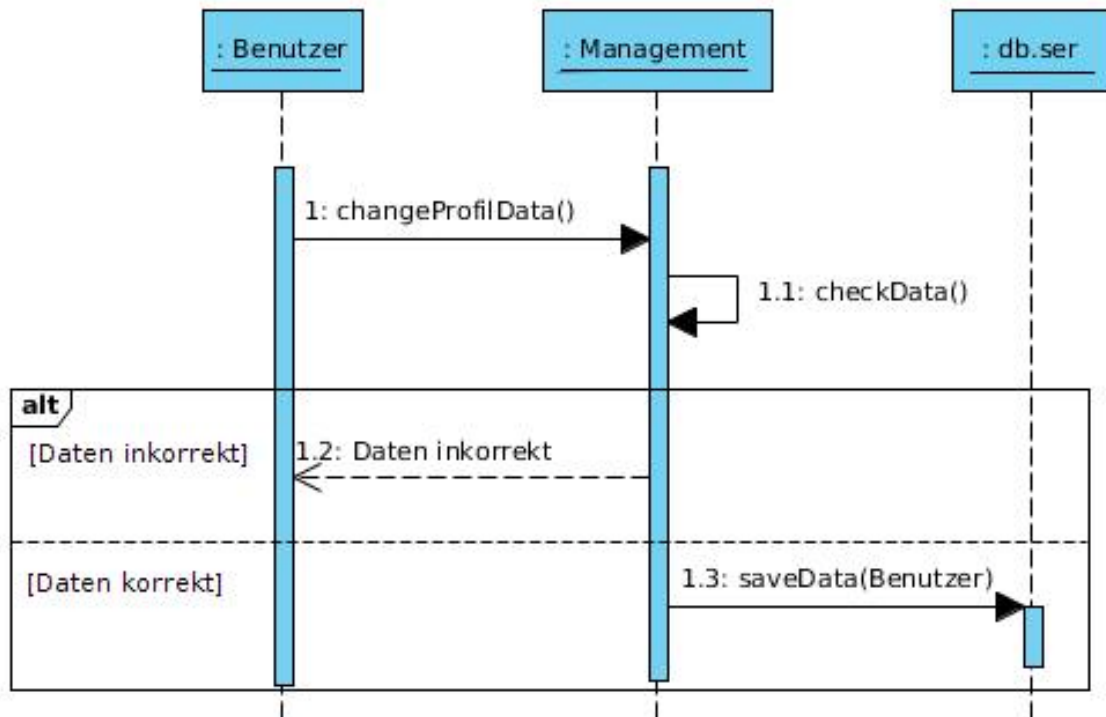 : Benutzer
: Management
: db.ser
1: changeProfilData()
1.1: checkData()
alt
[Daten inkorrekt]
1.2: Daten inkorrekt
[Daten korrekt]
1.3: saveData(Benutzer)